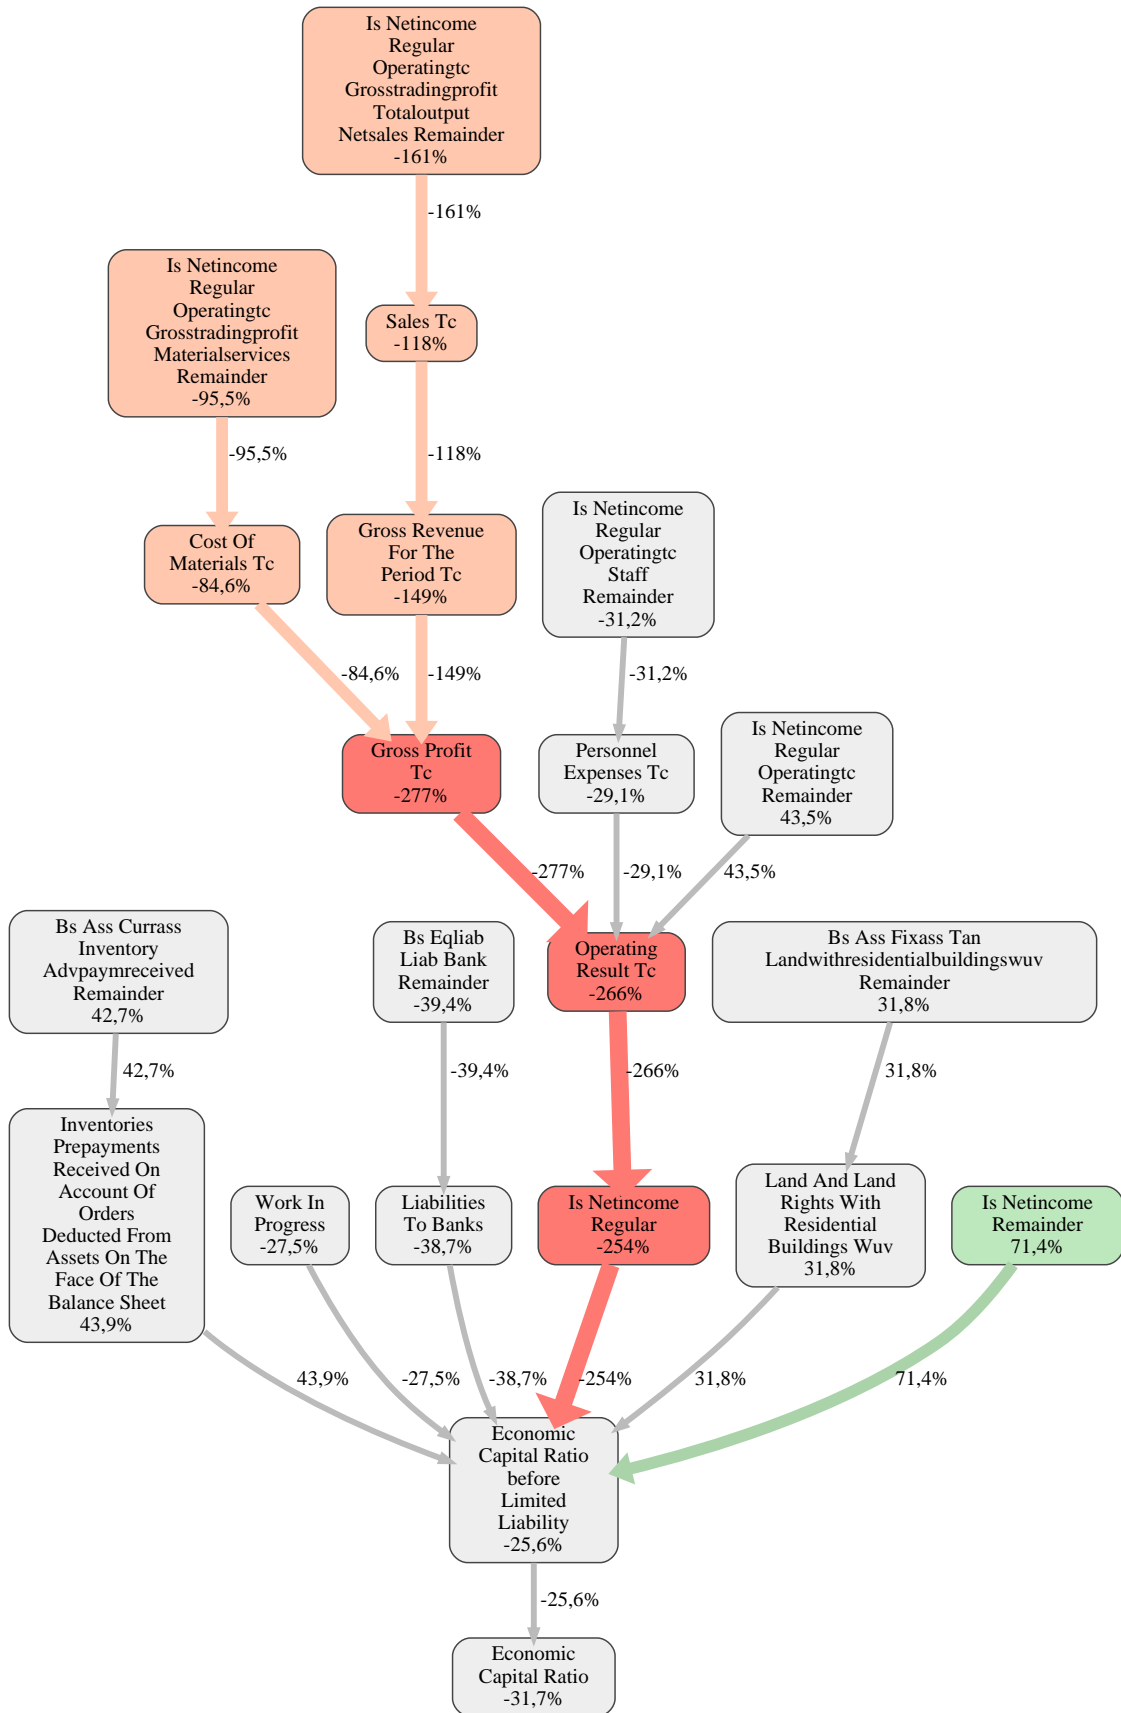 Is Netincome
Regular
Operatingtc
Grosstradingprofit
Totaloutput
Netsales Remainder
-161%
-161%
Is Netincome
Regular
Operatingtc
Grosstradingprofit
Materialservices
Remainder
-95,5%
Sales Tc
-118%
-95,5%
-118%
Cost Of
Materials Tc
-84,6%
Gross Revenue
For The
Period Tc
-149%
Is Netincome
Regular
Operatingtc
Staff
Remainder
-31,2%
-84,6%
-149%
-31,2%
Gross Profit
Tc
-277%
Personnel
Expenses Tc
-29,1%
Is Netincome
Regular
Operatingtc
Remainder
43,5%
-277%
-29,1%
43,5%
Bs Ass Currass
Inventory
Advpaymreceived
Remainder
42,7%
Bs Eqliab
Liab Bank
Remainder
-39,4%
Operating
Result Tc
-266%
Bs Ass Fixass Tan
Landwithresidentialbuildingswuv
Remainder
31,8%
42,7%
-39,4%
-266%
31,8%
Inventories
Prepayments
Received On
Account Of
Orders
Deducted From
Assets On The
Face Of The
Balance Sheet
43,9%
Work In
Progress
-27,5%
Liabilities
To Banks
-38,7%
Is Netincome
Regular
-254%
Land And Land
Rights With
Residential
Buildings Wuv
31,8%
Is Netincome
Remainder
71,4%
43,9%
-27,5%
-38,7%
-254%
31,8%
71,4%
Economic
Capital Ratio
before
Limited
Liability
-25,6%
-25,6%
Economic
Capital Ratio
-31,7%